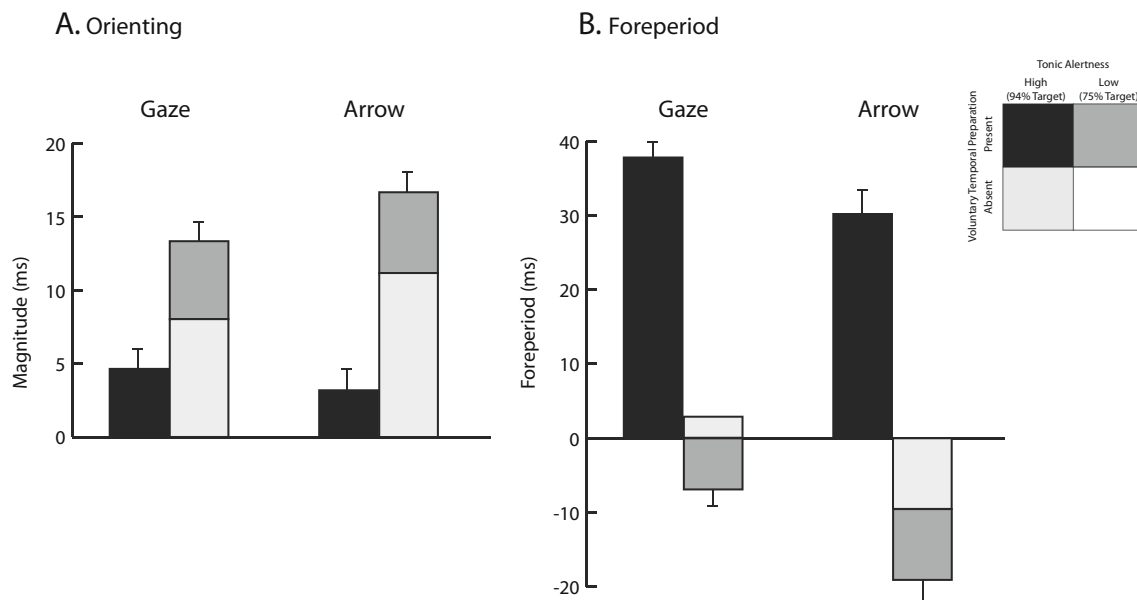 A. Orienting
Gaze
Arrow
Magnitude (ms)
20
15
10
5
0
B. Foreperiod
Gaze
Arrow
Foreperiod (ms)
40
30
20
10
0
-10
-20
Tonic Alertness
High
(94% Target)
Low
(75% Target)
Voluntary Temporal Preparation
Present
Absent